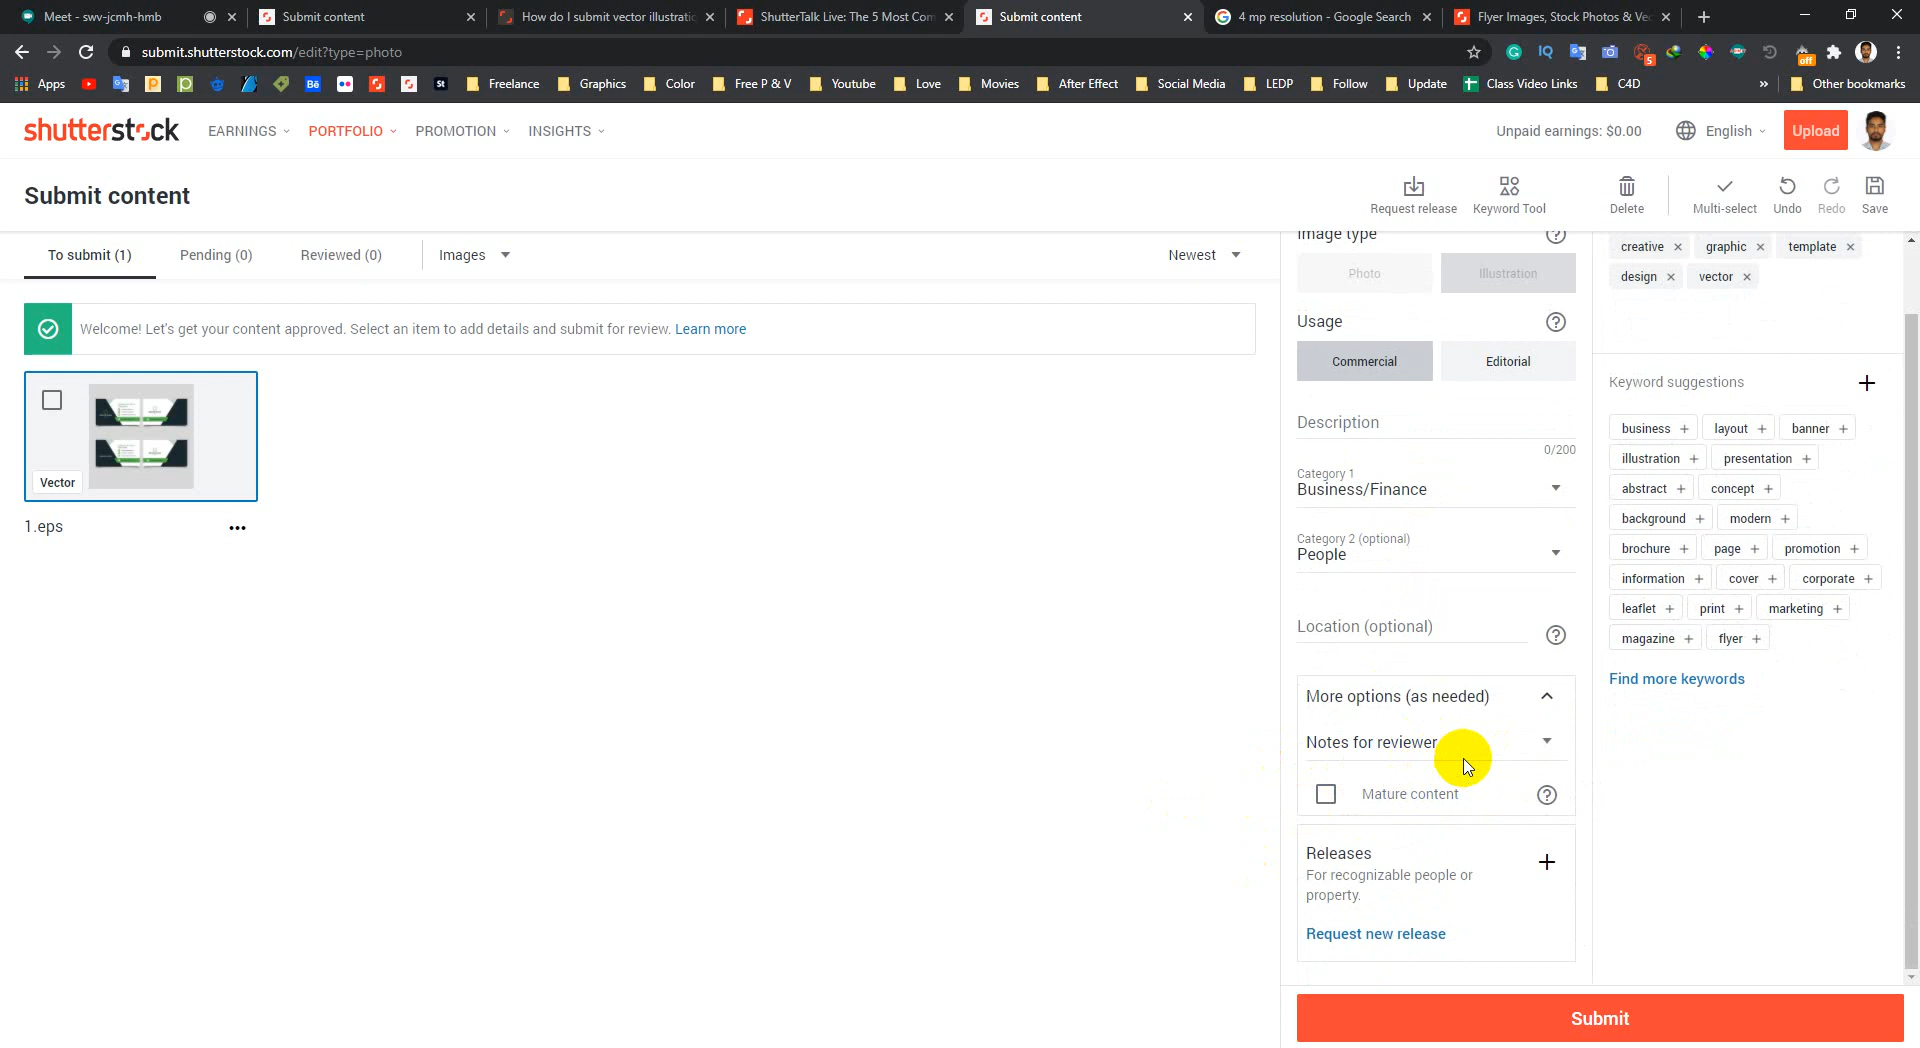 Meet - swv-jcmh-hmb
Submit content
How do I submit vector illustratic
ShutterTalk Live: The 5 Most Com
Submit content
4 mp resolution - Google Search
Flyer Images, Stock Photos & Vec
submit.shutterstock.com/edit?type=photo
5
off
Apps
Bē
St
Freelance
Graphics
Color
Free P & V
Youtube
Love
Movies
After Effect
Social Media
LEDP
Follow
Update
Class Video Links
C4D
»
Other bookmarks
shutterstock
EARNINGS
PORTFOLIO
PROMOTION
INSIGHTS
Unpaid earnings: $0.00
English
Upload
Submit content
Request release
Keyword Tool
Delete
Multi-select
Undo
Redo
Save
To submit (1)
Pending (0)
Reviewed (0)
Images
Newest
Welcome! Let's get your content approved. Select an item to add details and submit for review. Learn more
Vector
1.eps
Image type
Photo
Illustration
Usage
Commercial
Editorial
Description
0/200
Category 1
Business/Finance
Category 2 (optional)
People
Location (optional)
More options (as needed)
Notes for reviewer
Mature content
Releases
For recognizable people or
property.
Request new release
creative × graphic × template ×
design × vector ×
Keyword suggestions +
business + layout + banner +
illustration + presentation +
abstract + concept +
background + modern +
brochure + page + promotion +
information + cover + corporate +
leaflet + print + marketing +
magazine + flyer +
Find more keywords
Submit